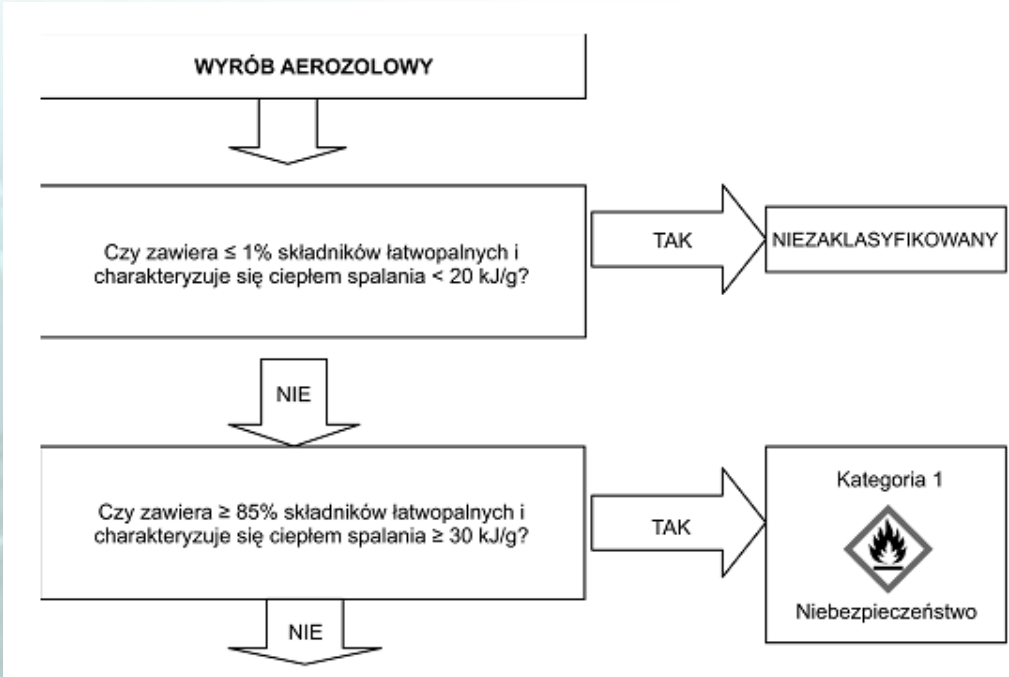 WYRÓB AEROZOLOWY
Czy zawiera ≤ 1% składników łatwopalnych i
charakteryzuje się ciepłem spalania < 20 kJ/g?
TAK
NIEZAKLASYFIKOWANY
NIE
Czy zawiera ≥ 85% składników łatwopalnych i
charakteryzuje się ciepłem spalania ≥ 30 kJ/g?
TAK
Kategoria 1
Niebezpieczeństwo
NIE